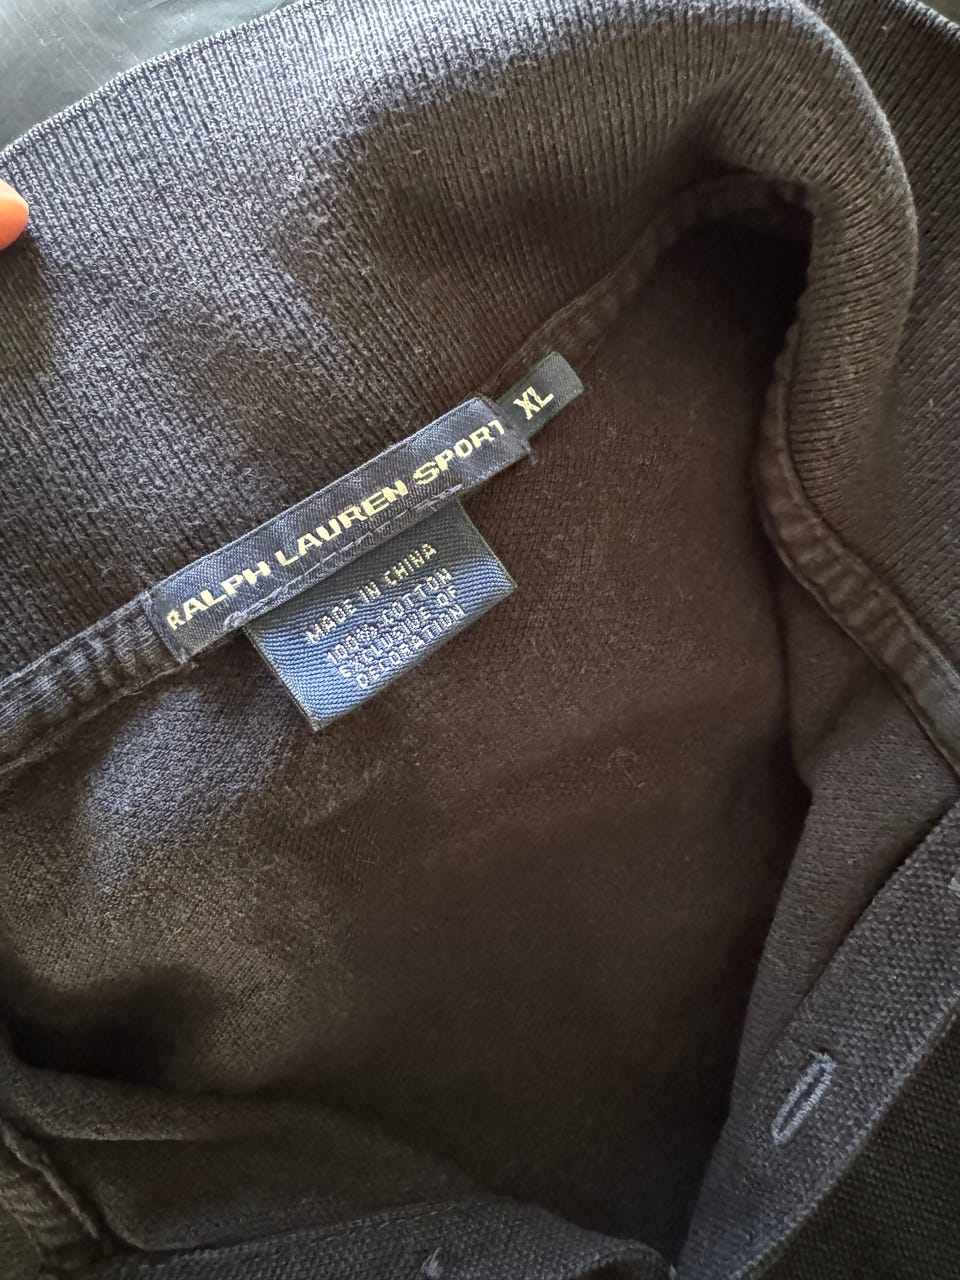 RALPH LAUREN SPORT
XL
MADE IN CHINA
100% COTTON
EXCLUSIVE OF
DECORATION